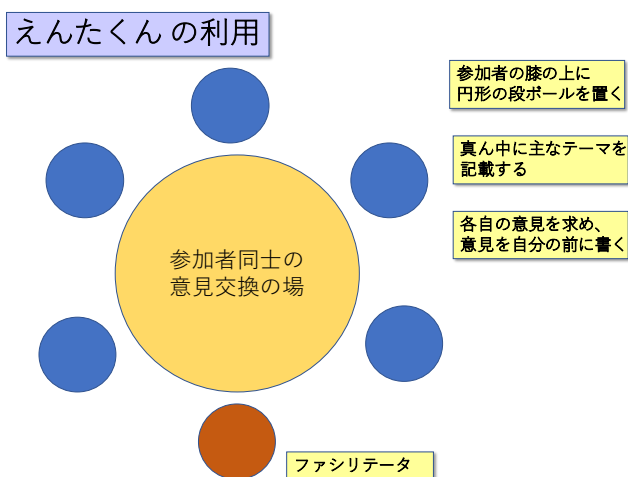 えんたくん の利用
参加者の膝の上に
円形の段ボールを置く
真ん中に主なテーマを
記載する
各自の意見を求め、
意見を自分の前に書く
参加者同士の
意見交換の場
ファシリテータ